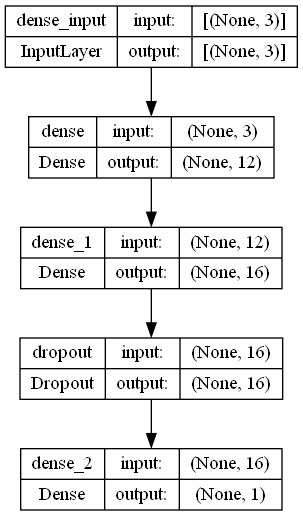 dense_input input: [(None, 3)]
InputLayer output: [(None, 3)]
dense input: (None, 3)
Dense output: (None, 12)
dense_1 input: (None, 12)
Dense output: (None, 16)
dropout input: (None, 16)
Dropout output: (None, 16)
dense_2 input: (None, 16)
Dense output: (None, 1)